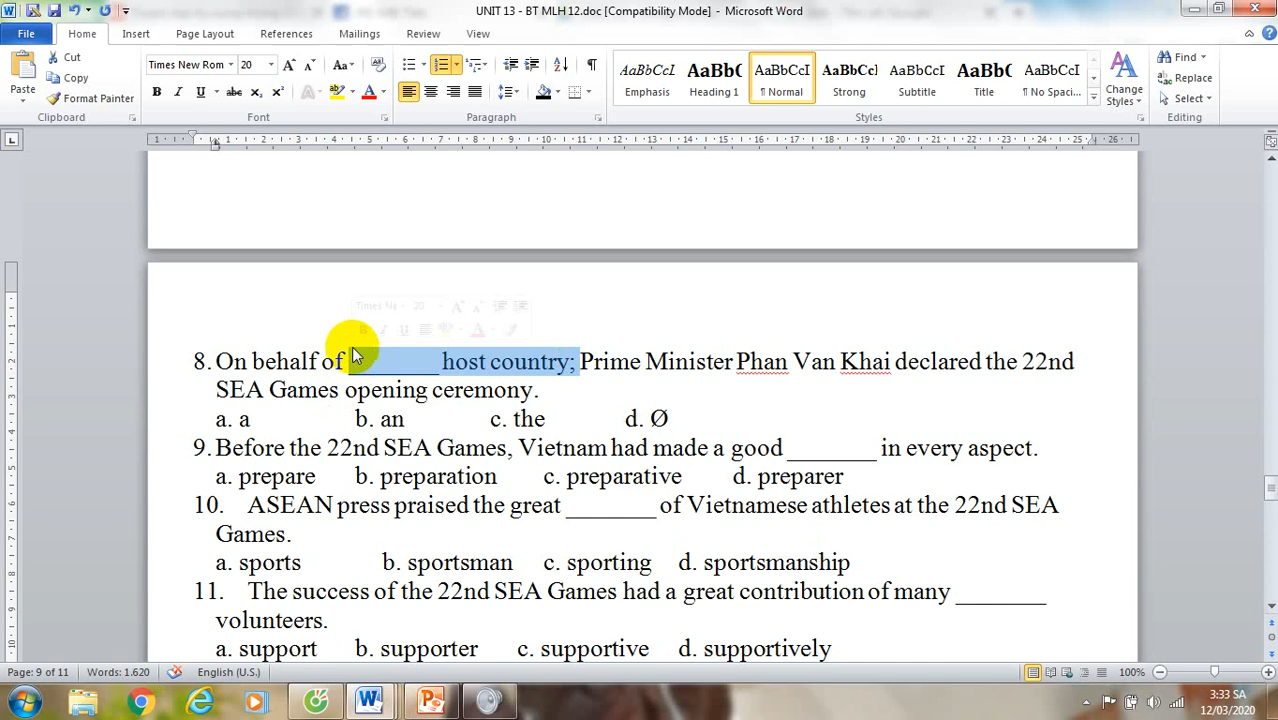 UNIT 13 - BT MLH12.doc [Compatibility Mode] - Microsoft Word
File Home Insert Page Layout References Mailings Review View
Paste
Cut
Copy
Format Painter
Clipboard
Times New Rom 20
Font
Paragraph
AaBbCcI AaBb( AaBbCcI AaBbCcI AaBbCcI AaBb( AaBbCcI
Emphasis Heading 1 ¶ Normal Strong Subtitle Title ¶ No Spaci...
Change Styles
Styles
Find
Replace
Select
Editing
8. On behalf of ________ host country; Prime Minister Phan Van Khai declared the 22nd
SEA Games opening ceremony.
a. a b. an c. the d. Ø
9. Before the 22nd SEA Games, Vietnam had made a good ________ in every aspect.
a. prepare b. preparation c. preparative d. preparer
10. ASEAN press praised the great ________ of Vietnamese athletes at the 22nd SEA
Games.
a. sports b. sportsman c. sporting d. sportsmanship
11. The success of the 22nd SEA Games had a great contribution of many ________
volunteers.
a. support b. supporter c. supportive d. supportively
Page: 9 of 11 Words: 1.620 English (U.S.) 100%
3:33 SA
12/03/2020